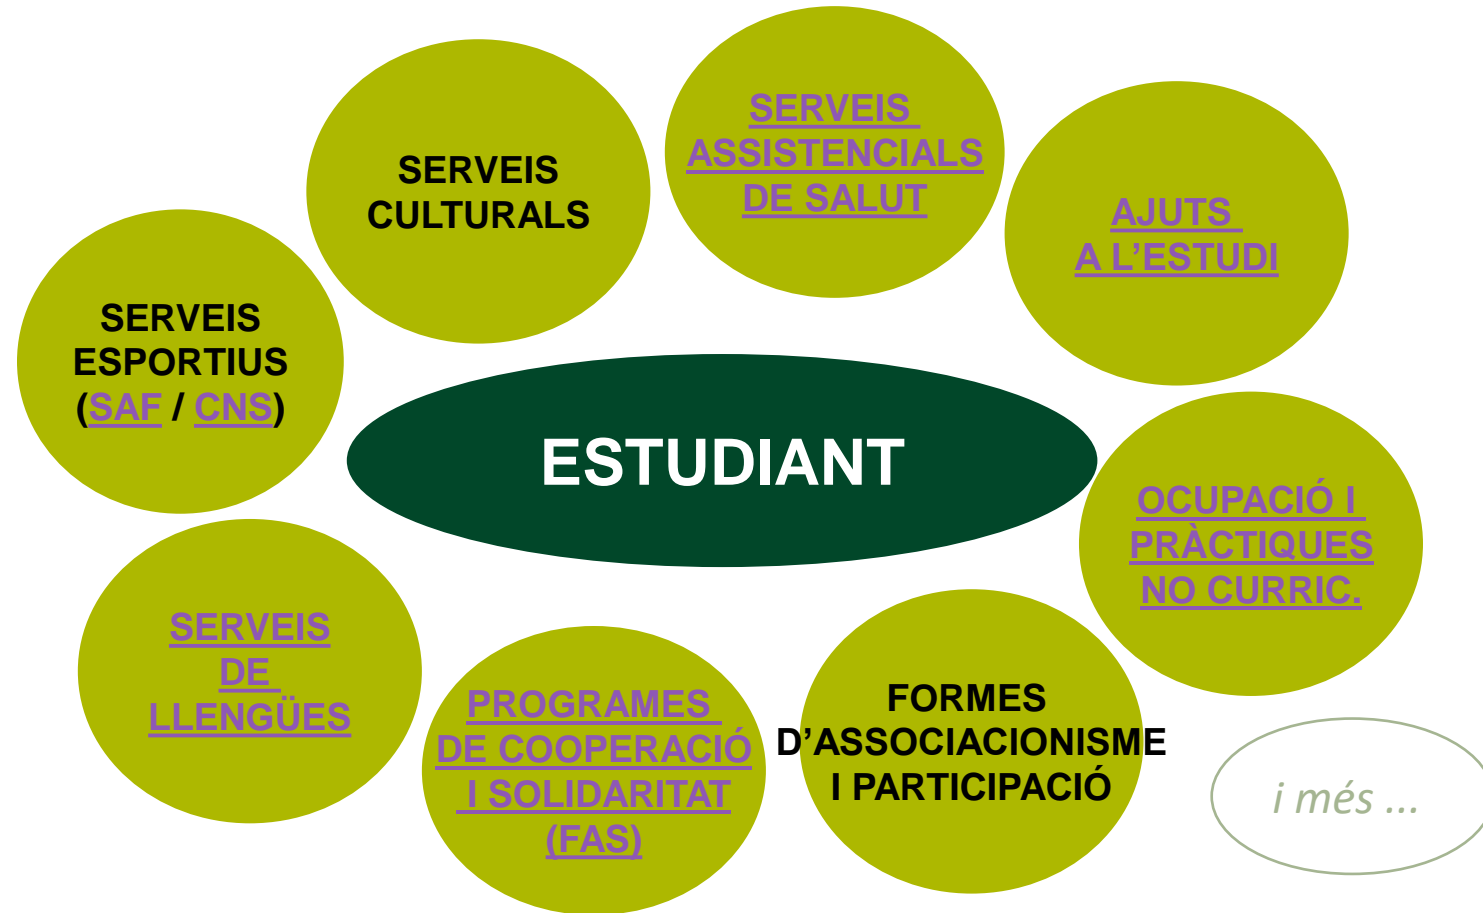 SERVEIS
ASSISTENCIALS
DE SALUT
SERVEIS
CULTURALS
AJUTS
A L’ESTUDI
SERVEIS
ESPORTIUS
(SAF / CNS)
ESTUDIANT
OCUPACIÓ I
PRÀCTIQUES
NO CURRIC.
SERVEIS
DE
LLENGÜES
PROGRAMES
DE COOPERACIÓ
I SOLIDARITAT
(FAS)
FORMES
D’ASSOCIACIONISME
I PARTICIPACIÓ
i més ...